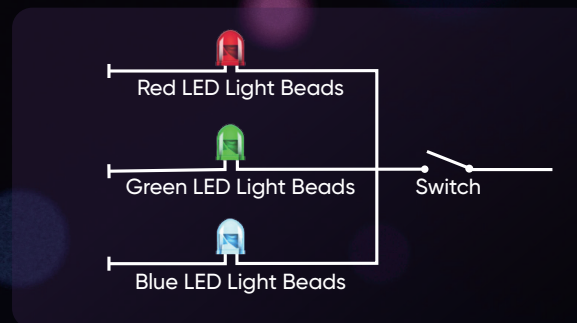 Red LED Light Beads
Green LED Light Beads
Switch
Blue LED Light Beads